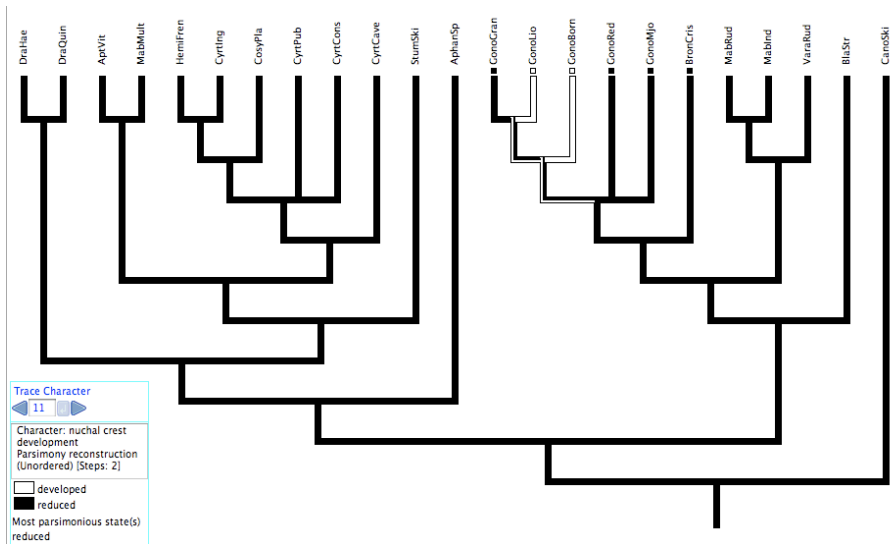 DraHae
DraQuin
AptVit
MabMult
HemiFren
CyrtIng
CosyPla
CyrtPub
CyrtCons
CyrtCave
StumSki
AphanSp
GonoGran
GonoLio
GonoBorn
GonoRed
GonoMjo
BronCris
MabRud
MabInd
VaraRud
BlaStr
CanoSki
Trace Character
11
Character: nuchal crest
development
Parsimony reconstruction
(Unordered) [Steps: 2]
developed
reduced
Most parsimonious state(s)
reduced